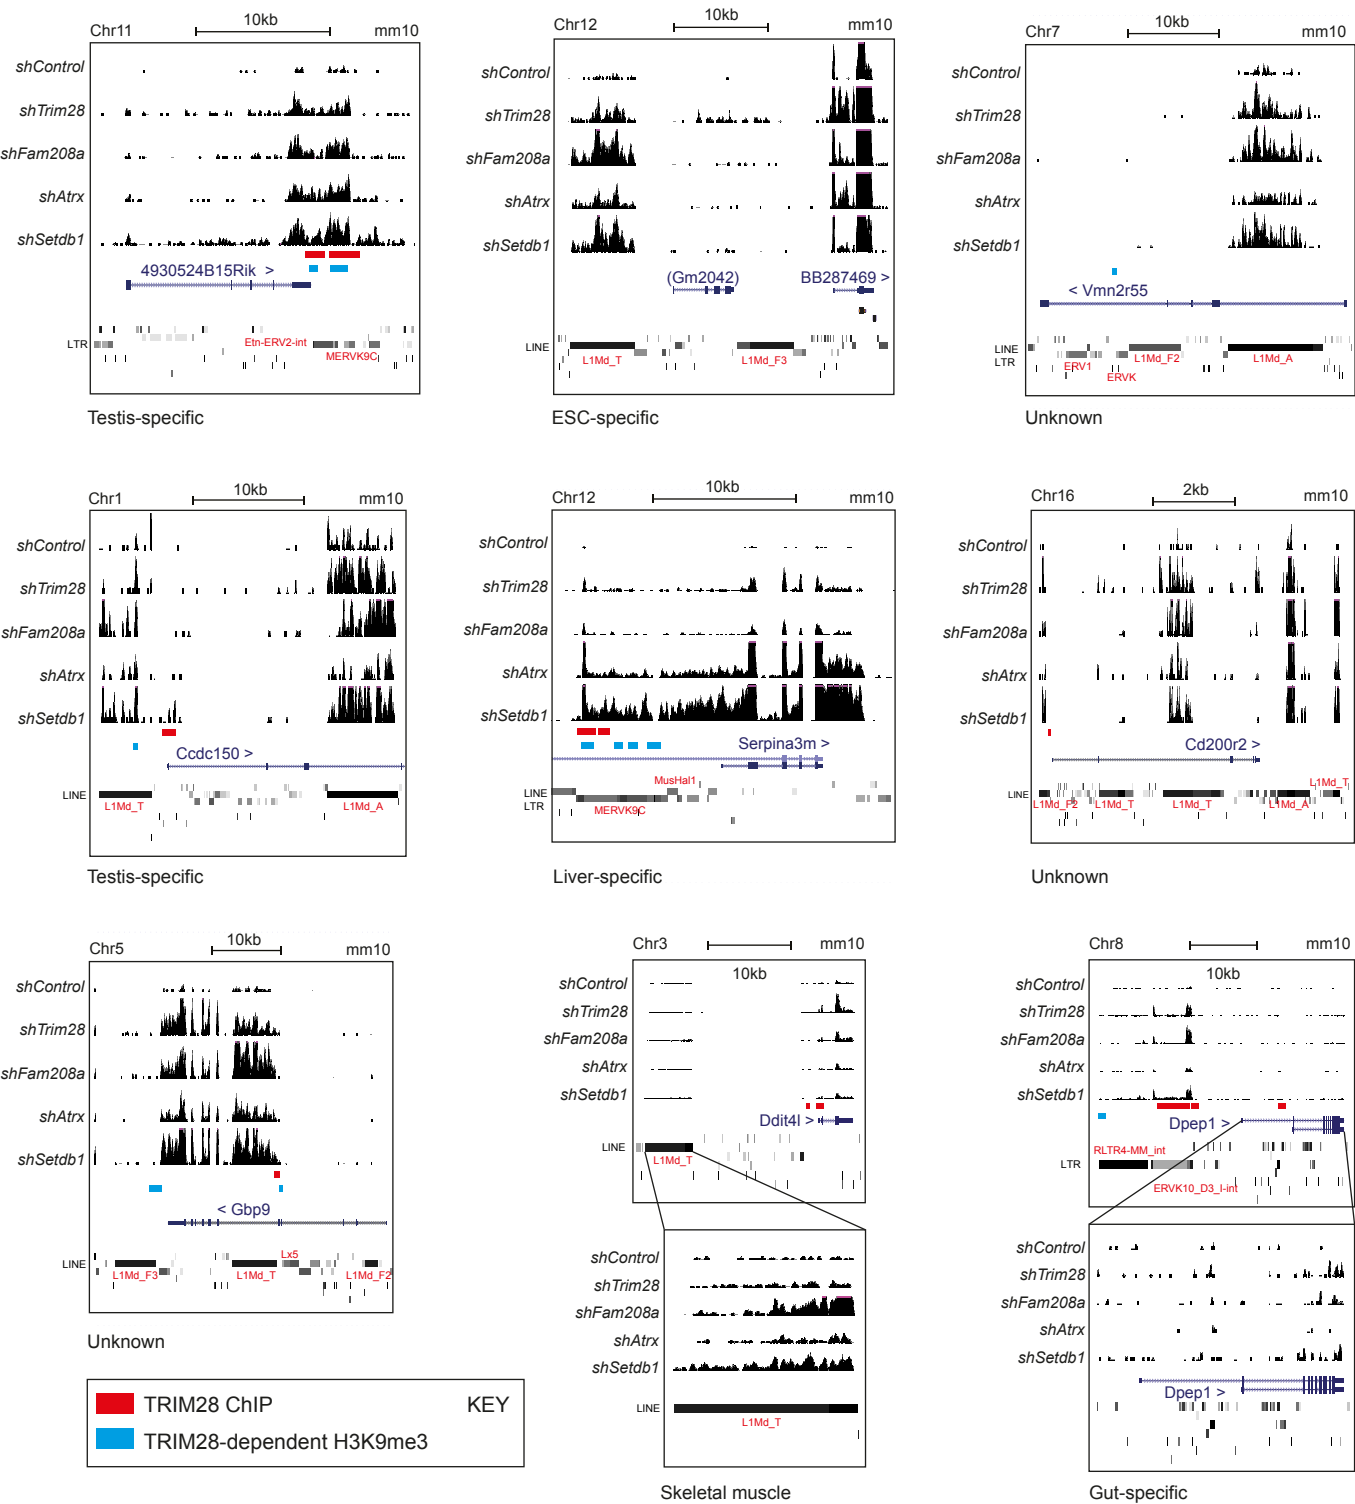 Chr11 10kb mm10
shControl
shTrim28
shFam208a
shAtrx
shSetdb1
4930524B15Rik >
Etn-ERV2-int
LTR
MERVK9C
Testis-specific
Chr12 10kb
shControl
shTrim28
shFam208a
shAtrx
shSetdb1
(Gm2042) BB287469 >
LINE
L1Md_T L1Md_F3
ESC-specific
Chr7 10kb mm10
shControl
shTrim28
shFam208a
shAtrx
shSetdb1
< Vmn2r55
LINE
LTR
ERV1 L1Md_F2 L1Md_A
ERVK
Unknown
Chr1 10kb mm10
shControl
shTrim28
shFam208a
shAtrx
shSetdb1
Ccdc150 >
LINE
L1Md_T L1Md_A
Testis-specific
Chr12 10kb mm10
shControl
shTrim28
shFam208a
shAtrx
shSetdb1
Serpina3m >
MusHal1
LINE
LTR
MERVK9C
Liver-specific
Chr16 2kb mm10
shControl
shTrim28
shFam208a
shAtrx
shSetdb1
Cd200r2 >
L1Md_T
LINE
L1Md_F2 L1Md_T L1Md_T L1Md_A
Unknown
Chr5 10kb mm10
shControl
shTrim28
shFam208a
shAtrx
shSetdb1
< Gbp9
Lx5
LINE
L1Md_F3 L1Md_T L1Md_F2
Unknown
Chr3 mm10
10kb
shControl
shTrim28
shFam208a
shAtrx
shSetdb1
Ddit4l >
LINE
L1Md_T
shControl
shTrim28
shFam208a
shAtrx
shSetdb1
LINE
L1Md_T
Skeletal muscle
Chr8 mm10
10kb
shControl
shTrim28
shFam208a
shAtrx
shSetdb1
Dpep1 >
RLTR4-MM_int
LTR
ERVK10_D3_I-int
shControl
shTrim28
shFam208a
shAtrx
shSetdb1
Dpep1 >
Gut-specific
TRIM28 ChIP KEY
TRIM28-dependent H3K9me3